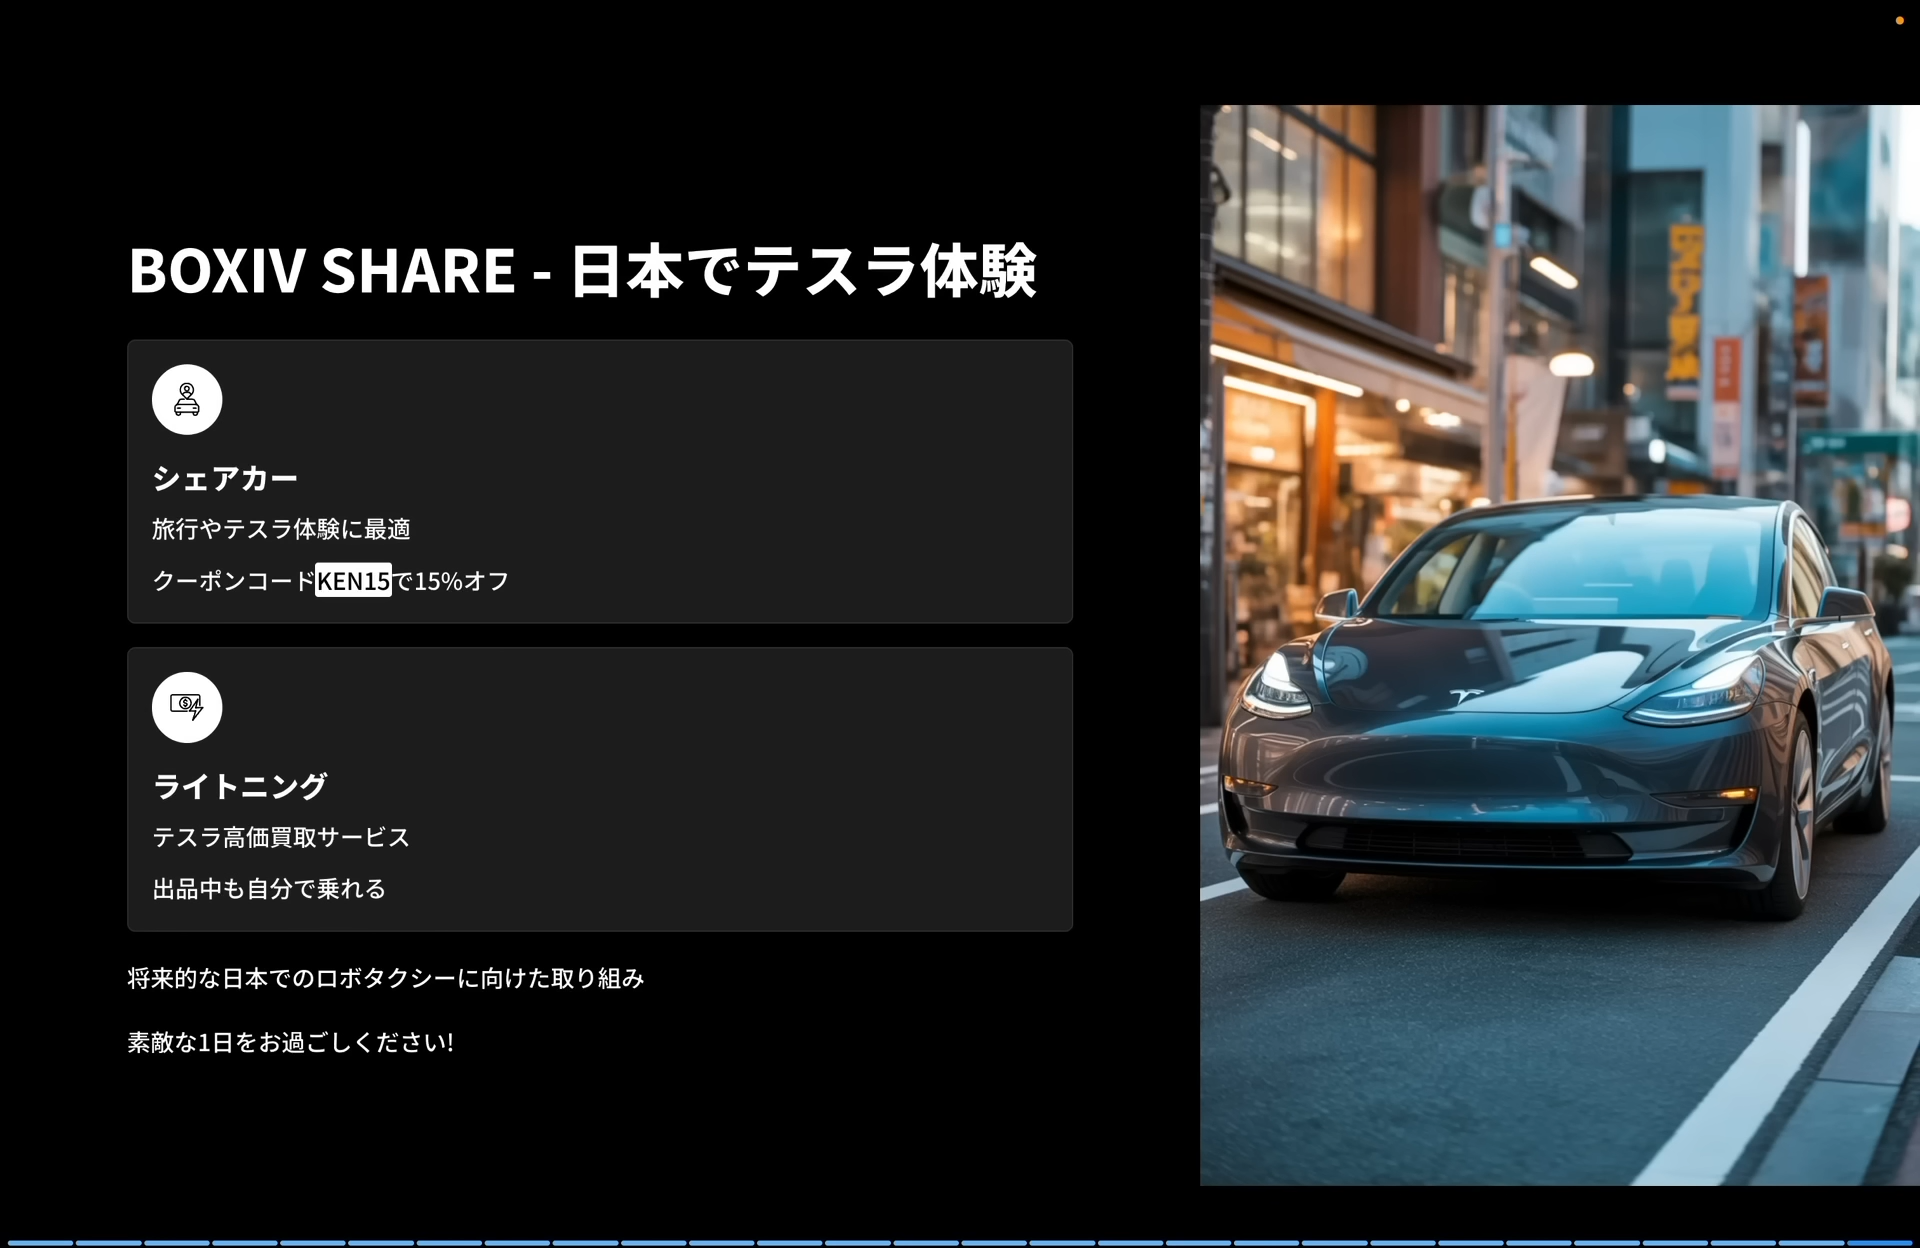 BOXIV SHARE - 日本でテスラ体験
シェアカー
旅行やテスラ体験に最適
クーポンコードKEN15で15%オフ
ライトニング
テスラ高価買取サービス
出品中も自分で乗れる
将来的な日本でのロボタクシーに向けた取り組み
素敵な1日をお過ごしください!